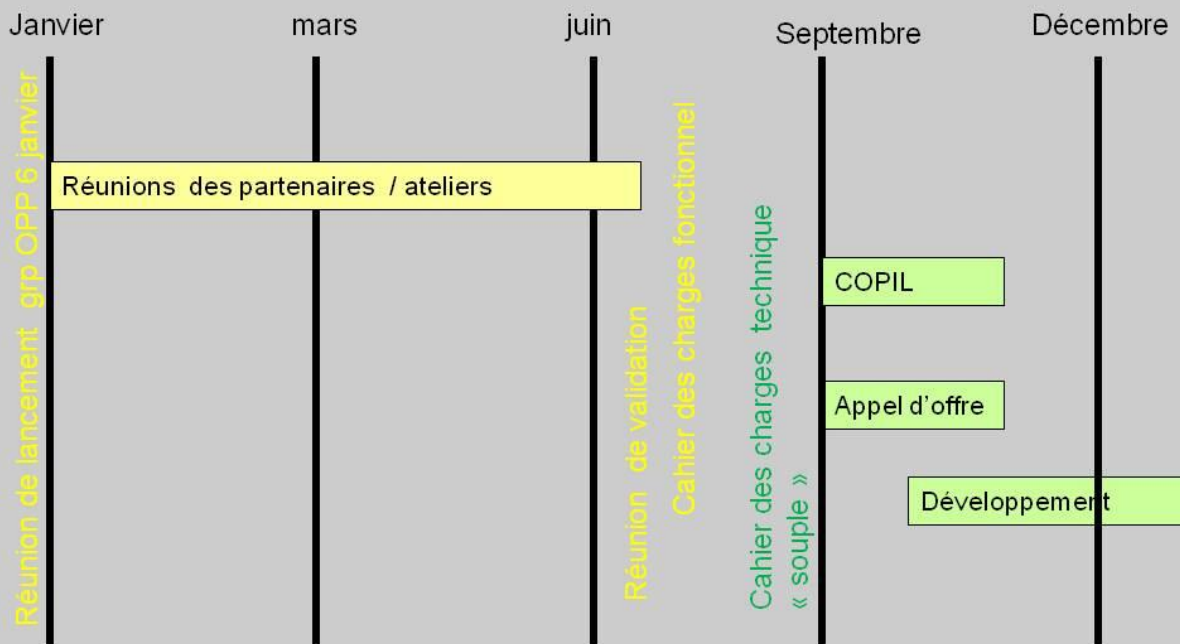 Janvier
mars
juin
Septembre
Décembre
Réunion de lancement grp OPP 6 janvier
Réunions des partenaires / ateliers
Réunion de validation
Cahier des charges fonctionnel
Cahier des charges technique
« souple »
COPIL
Appel d’offre
Développement